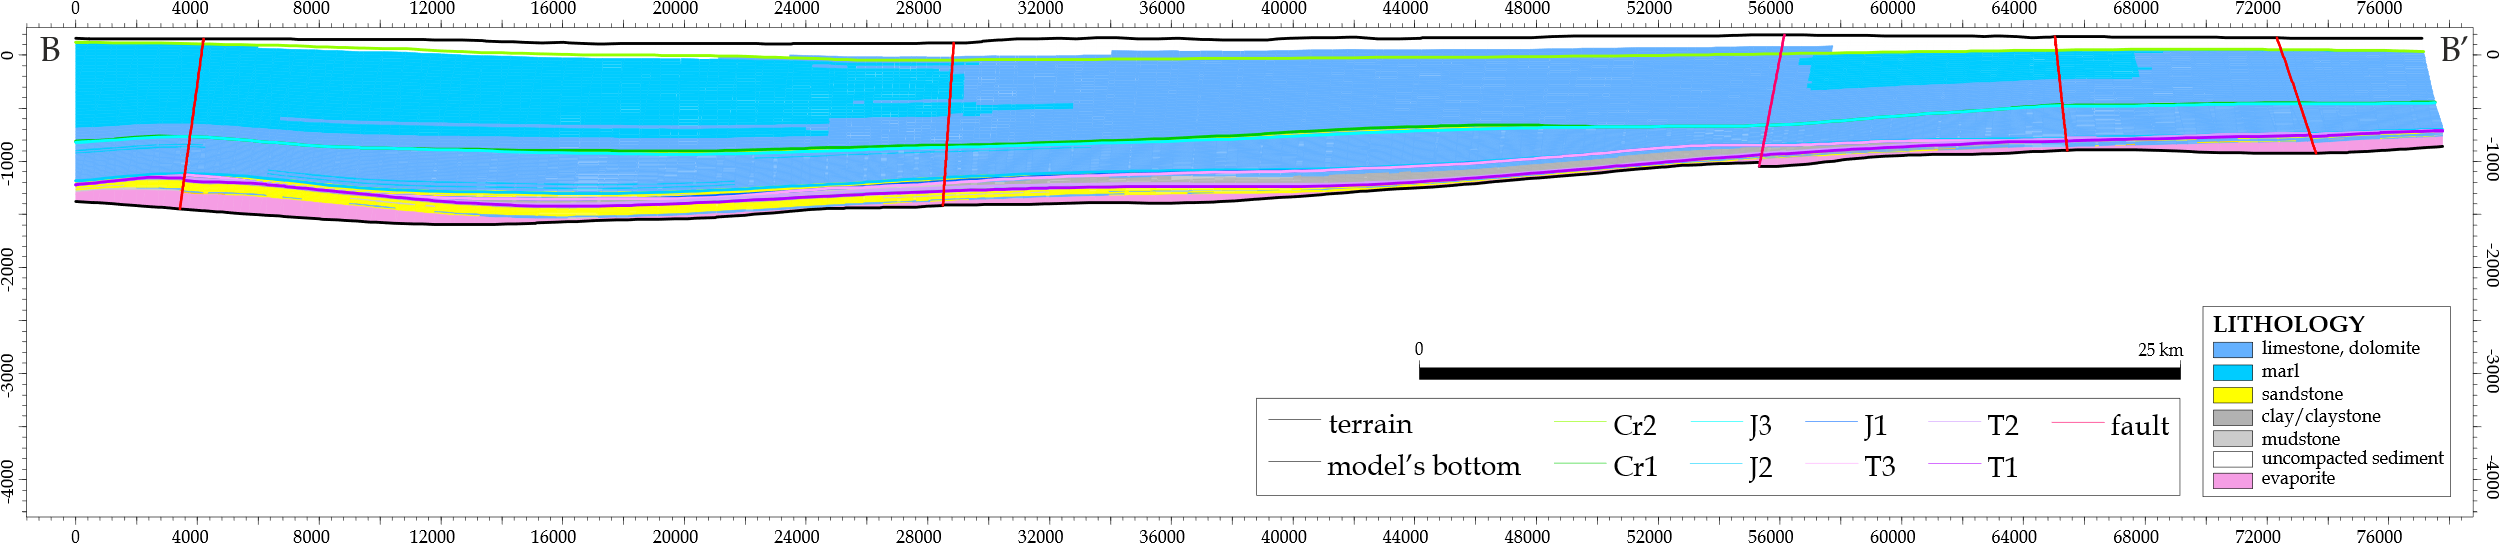 0 4000 8000 12000 16000 20000 24000 28000 32000 36000 40000 44000 48000 52000 56000 60000 64000 68000 72000 76000
B B′
0 0
-1000 -1000
-2000 -2000
-3000 -3000
-4000 -4000
LITHOLOGY
limestone, dolomite
marl
sandstone
clay/claystone
mudstone
uncompacted sediment
evaporite
0 25 km
terrain Cr2 J3 J1 T2 fault
model's bottom Cr1 J2 T3 T1
0 4000 8000 12000 16000 20000 24000 28000 32000 36000 40000 44000 48000 52000 56000 60000 64000 68000 72000 76000